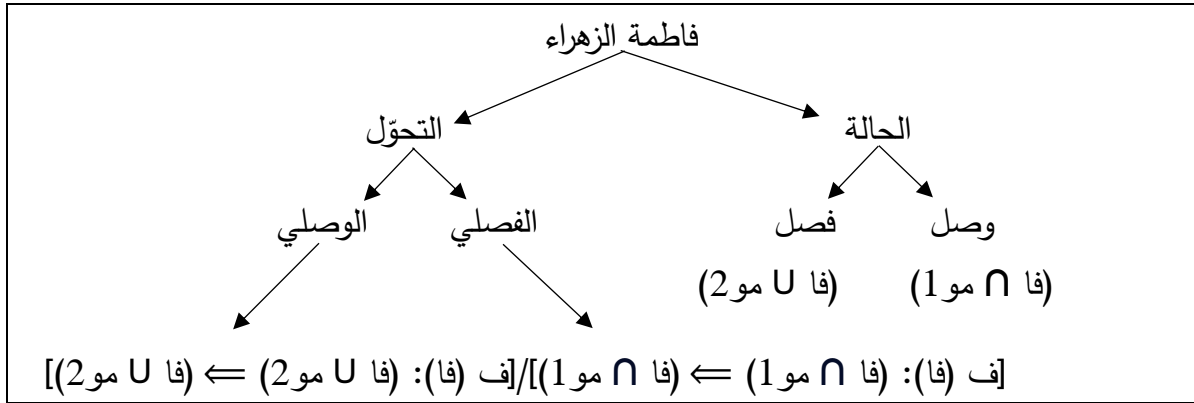 فاطمة الزهراء
الحالة التحوّل
وصل فصل الفصلي الوصلي
(فا ∩ مو1) (فا U مو2)
[ف (فا): (فا ∩ مو1) ⟸ (فا ∩ مو1)]/[ف (فا): (فا U مو2) ⟸ (فا U مو2)]